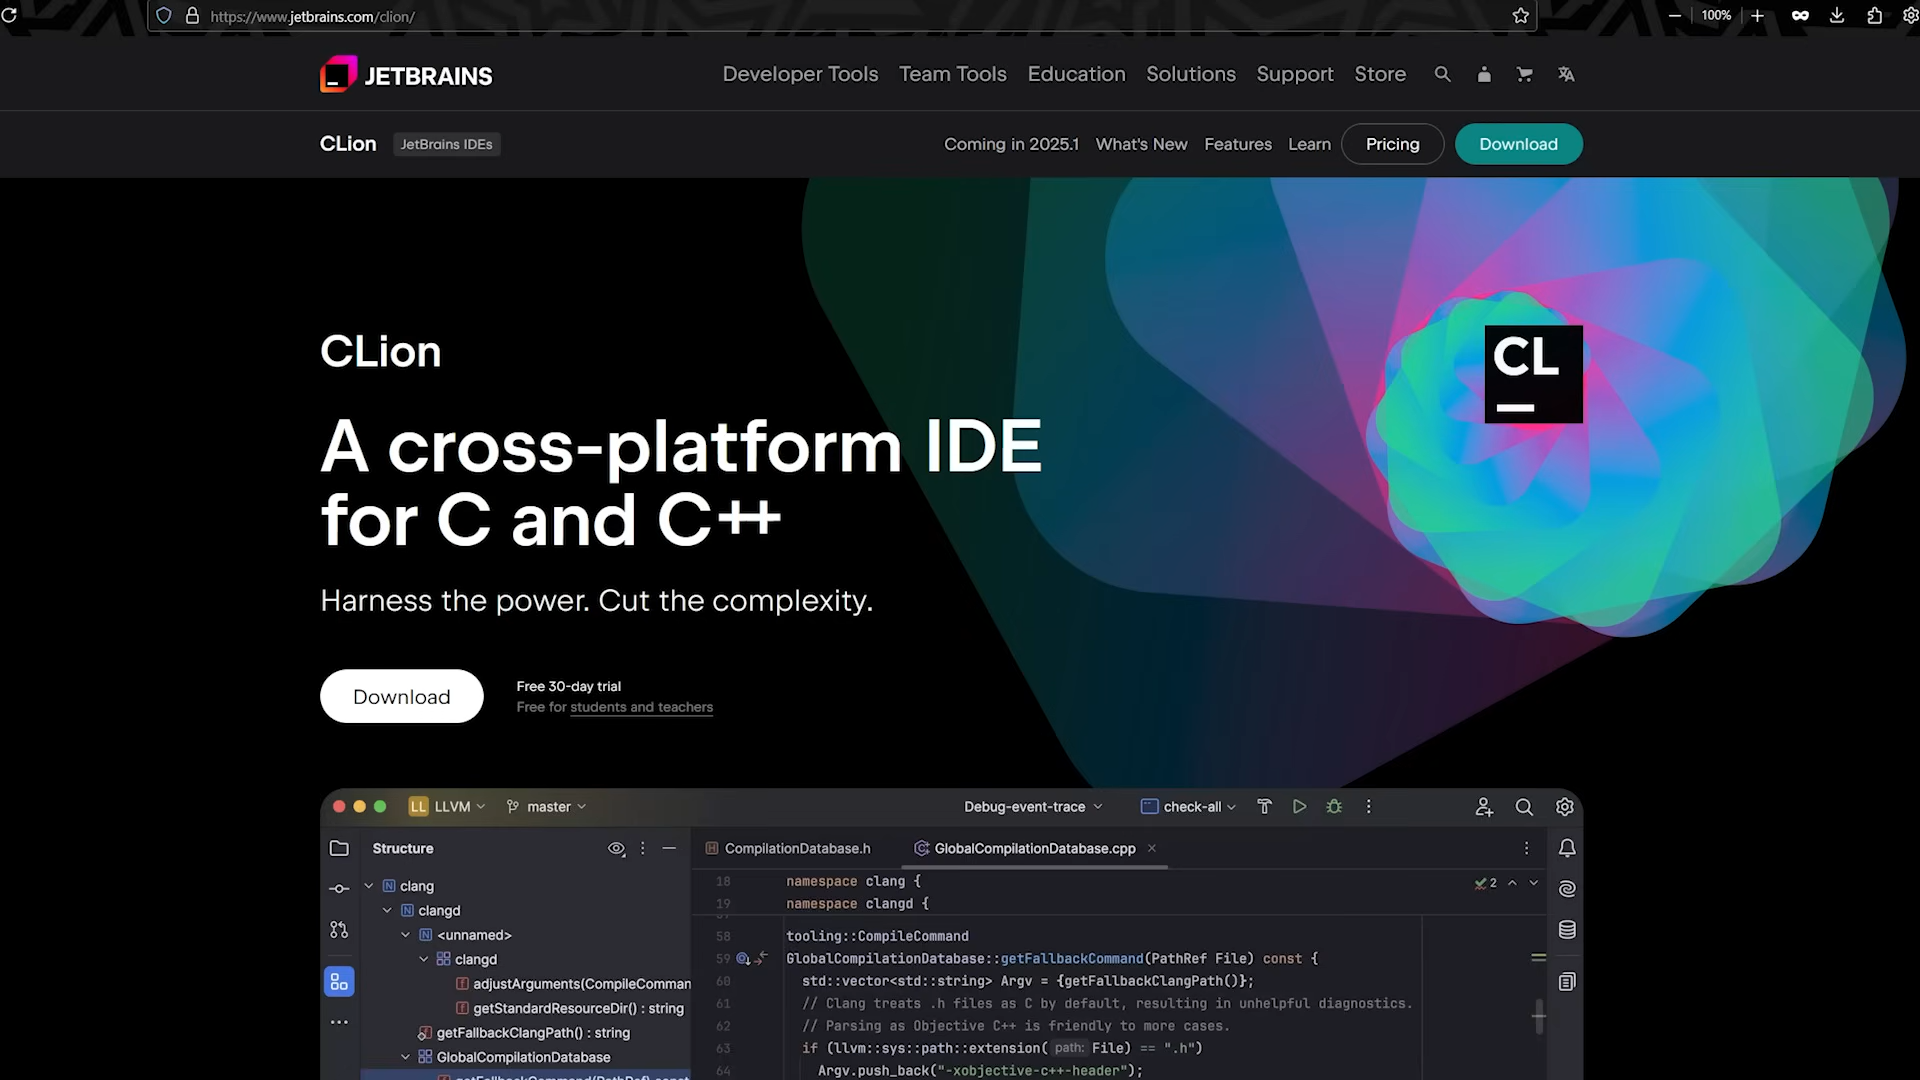 https://www.jetbrains.com/clion/
100%
JETBRAINS
Developer Tools Team Tools Education Solutions Support Store
CLion JetBrains IDEs
Coming in 2025.1 What's New Features Learn Pricing Download
CL
CLion
A cross-platform IDE
for C and C++
Harness the power. Cut the complexity.
Download
Free 30-day trial
Free for students and teachers
LL LLVM master Debug-event-trace check-all
Structure
CompilationDatabase.h GlobalCompilationDatabase.cpp
N clang
N clangd
N <unnamed>
clangd
f adjustArguments(CompileComman
f getStandardResourceDir() : string
f getFallbackClangPath() : string
GlobalCompilationDatabase
getFallbackCommand(PathRef) const
2
18 namespace clang {
19 namespace clangd {
58 tooling::CompileCommand
59 GlobalCompilationDatabase::getFallbackCommand(PathRef File) const {
60 std::vector<std::string> Argv = {getFallbackClangPath()};
61 // Clang treats .h files as C by default, resulting in unhelpful diagnostics.
62 // Parsing as Objective C++ is friendly to more cases.
63 if (llvm::sys::path::extension( path: File) == ".h")
64 Argv.push_back("-xobjective-c++-header");